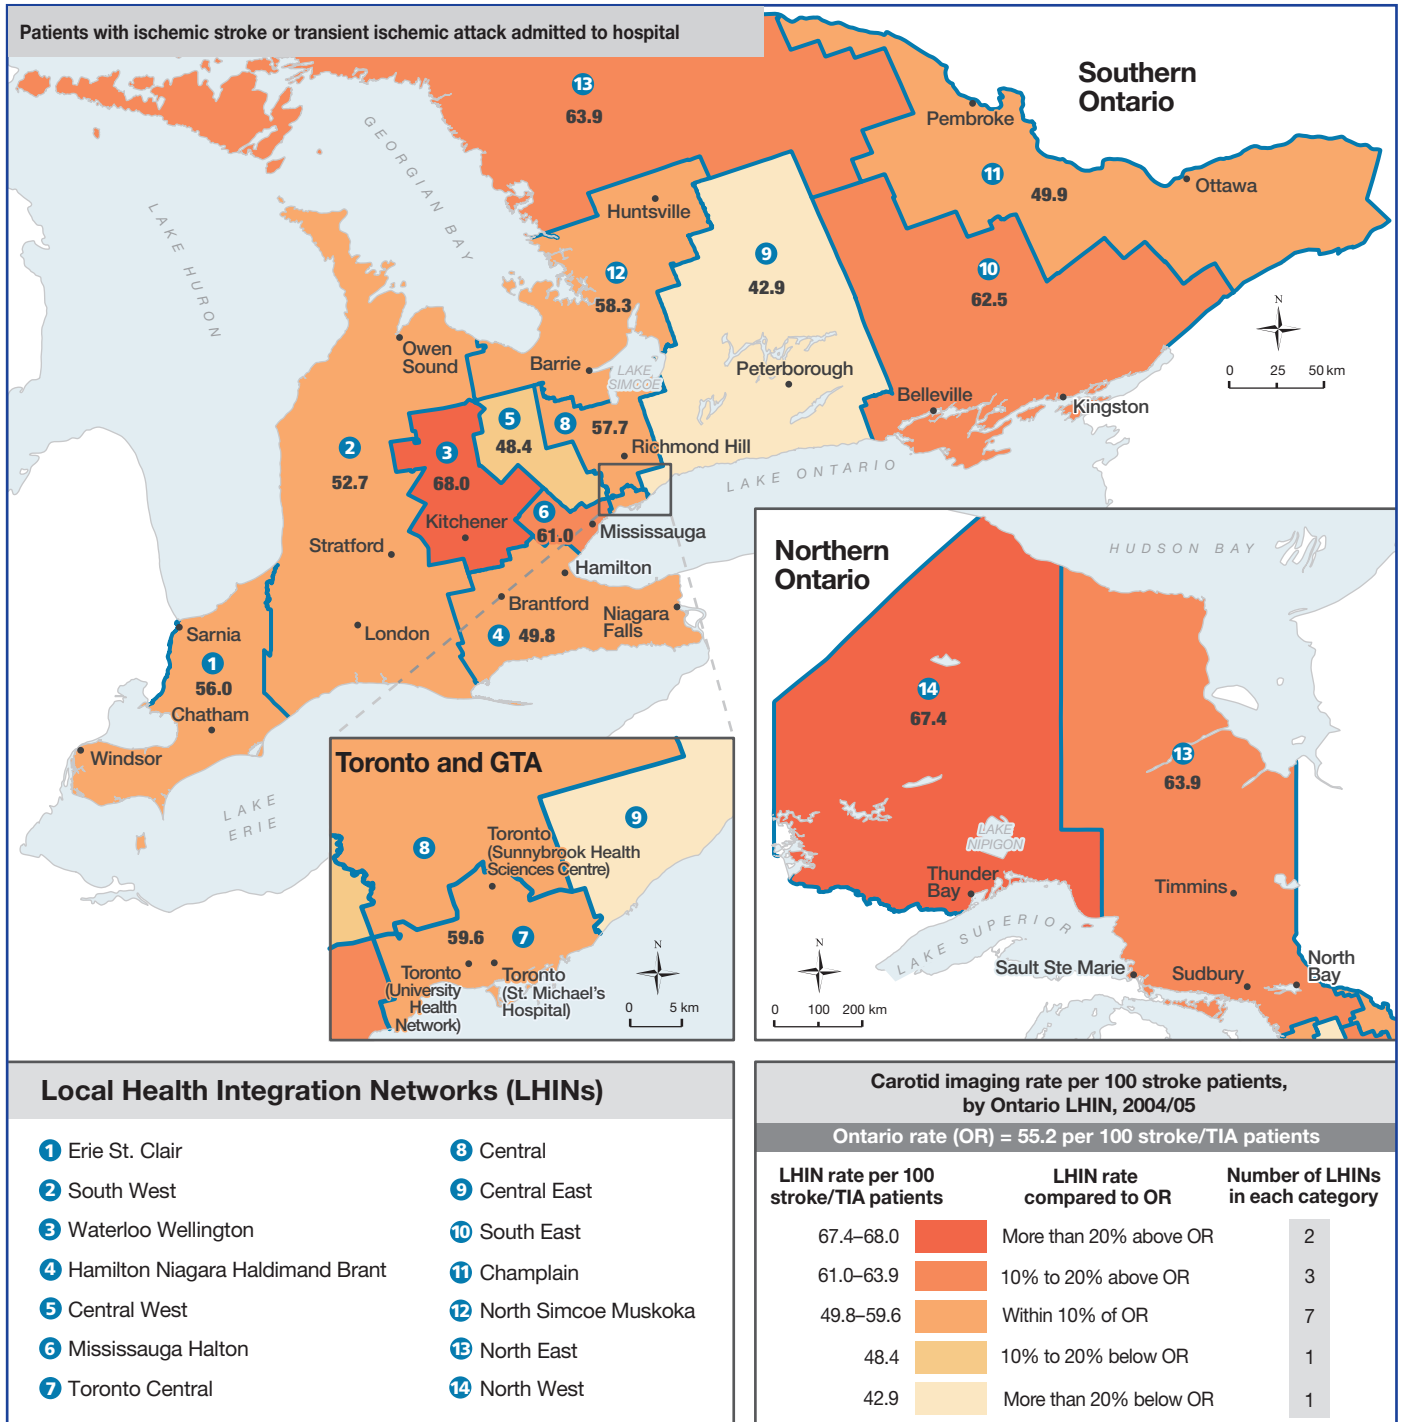 Patients with ischemic stroke or transient ischemic attack admitted to hospital
Southern
Ontario
13
63.9
GEORGIAN BAY
LAKE HURON
Pembroke
11
49.9
Ottawa
Huntsville
12
58.3
9
42.9
10
62.5
N
0 25 50 km
Owen
Sound
Barrie
LAKE
SIMCOE
Peterborough
Belleville
Kingston
5
48.4
8
57.7
Richmond Hill
2
52.7
3
68.0
Kitchener
LAKE ONTARIO
6
61.0
Mississauga
Stratford
Hamilton
Brantford
Niagara
Falls
4 49.8
London
Sarnia
1
56.0
Chatham
Windsor
LAKE
ERIE
Northern
Ontario
HUDSON BAY
14
67.4
13
63.9
LAKE
NIPIGON
Thunder
Bay
Timmins
LAKE SUPERIOR
Sault Ste Marie
Sudbury
North
Bay
N
0 100 200 km
Toronto and GTA
9
8
Toronto
(Sunnybrook Health
Sciences Centre)
59.6
7
Toronto
(University
Health
Network)
Toronto
(St. Michael's
Hospital)
N
0 5 km
Local Health Integration Networks (LHINs)
1 Erie St. Clair
2 South West
3 Waterloo Wellington
4 Hamilton Niagara Haldimand Brant
5 Central West
6 Mississauga Halton
7 Toronto Central
8 Central
9 Central East
10 South East
11 Champlain
12 North Simcoe Muskoka
13 North East
14 North West
Carotid imaging rate per 100 stroke patients,
by Ontario LHIN, 2004/05
Ontario rate (OR) = 55.2 per 100 stroke/TIA patients
LHIN rate per 100 LHIN rate Number of LHINs
stroke/TIA patients compared to OR in each category
67.4–68.0 More than 20% above OR 2
61.0–63.9 10% to 20% above OR 3
49.8–59.6 Within 10% of OR 7
48.4 10% to 20% below OR 1
42.9 More than 20% below OR 1